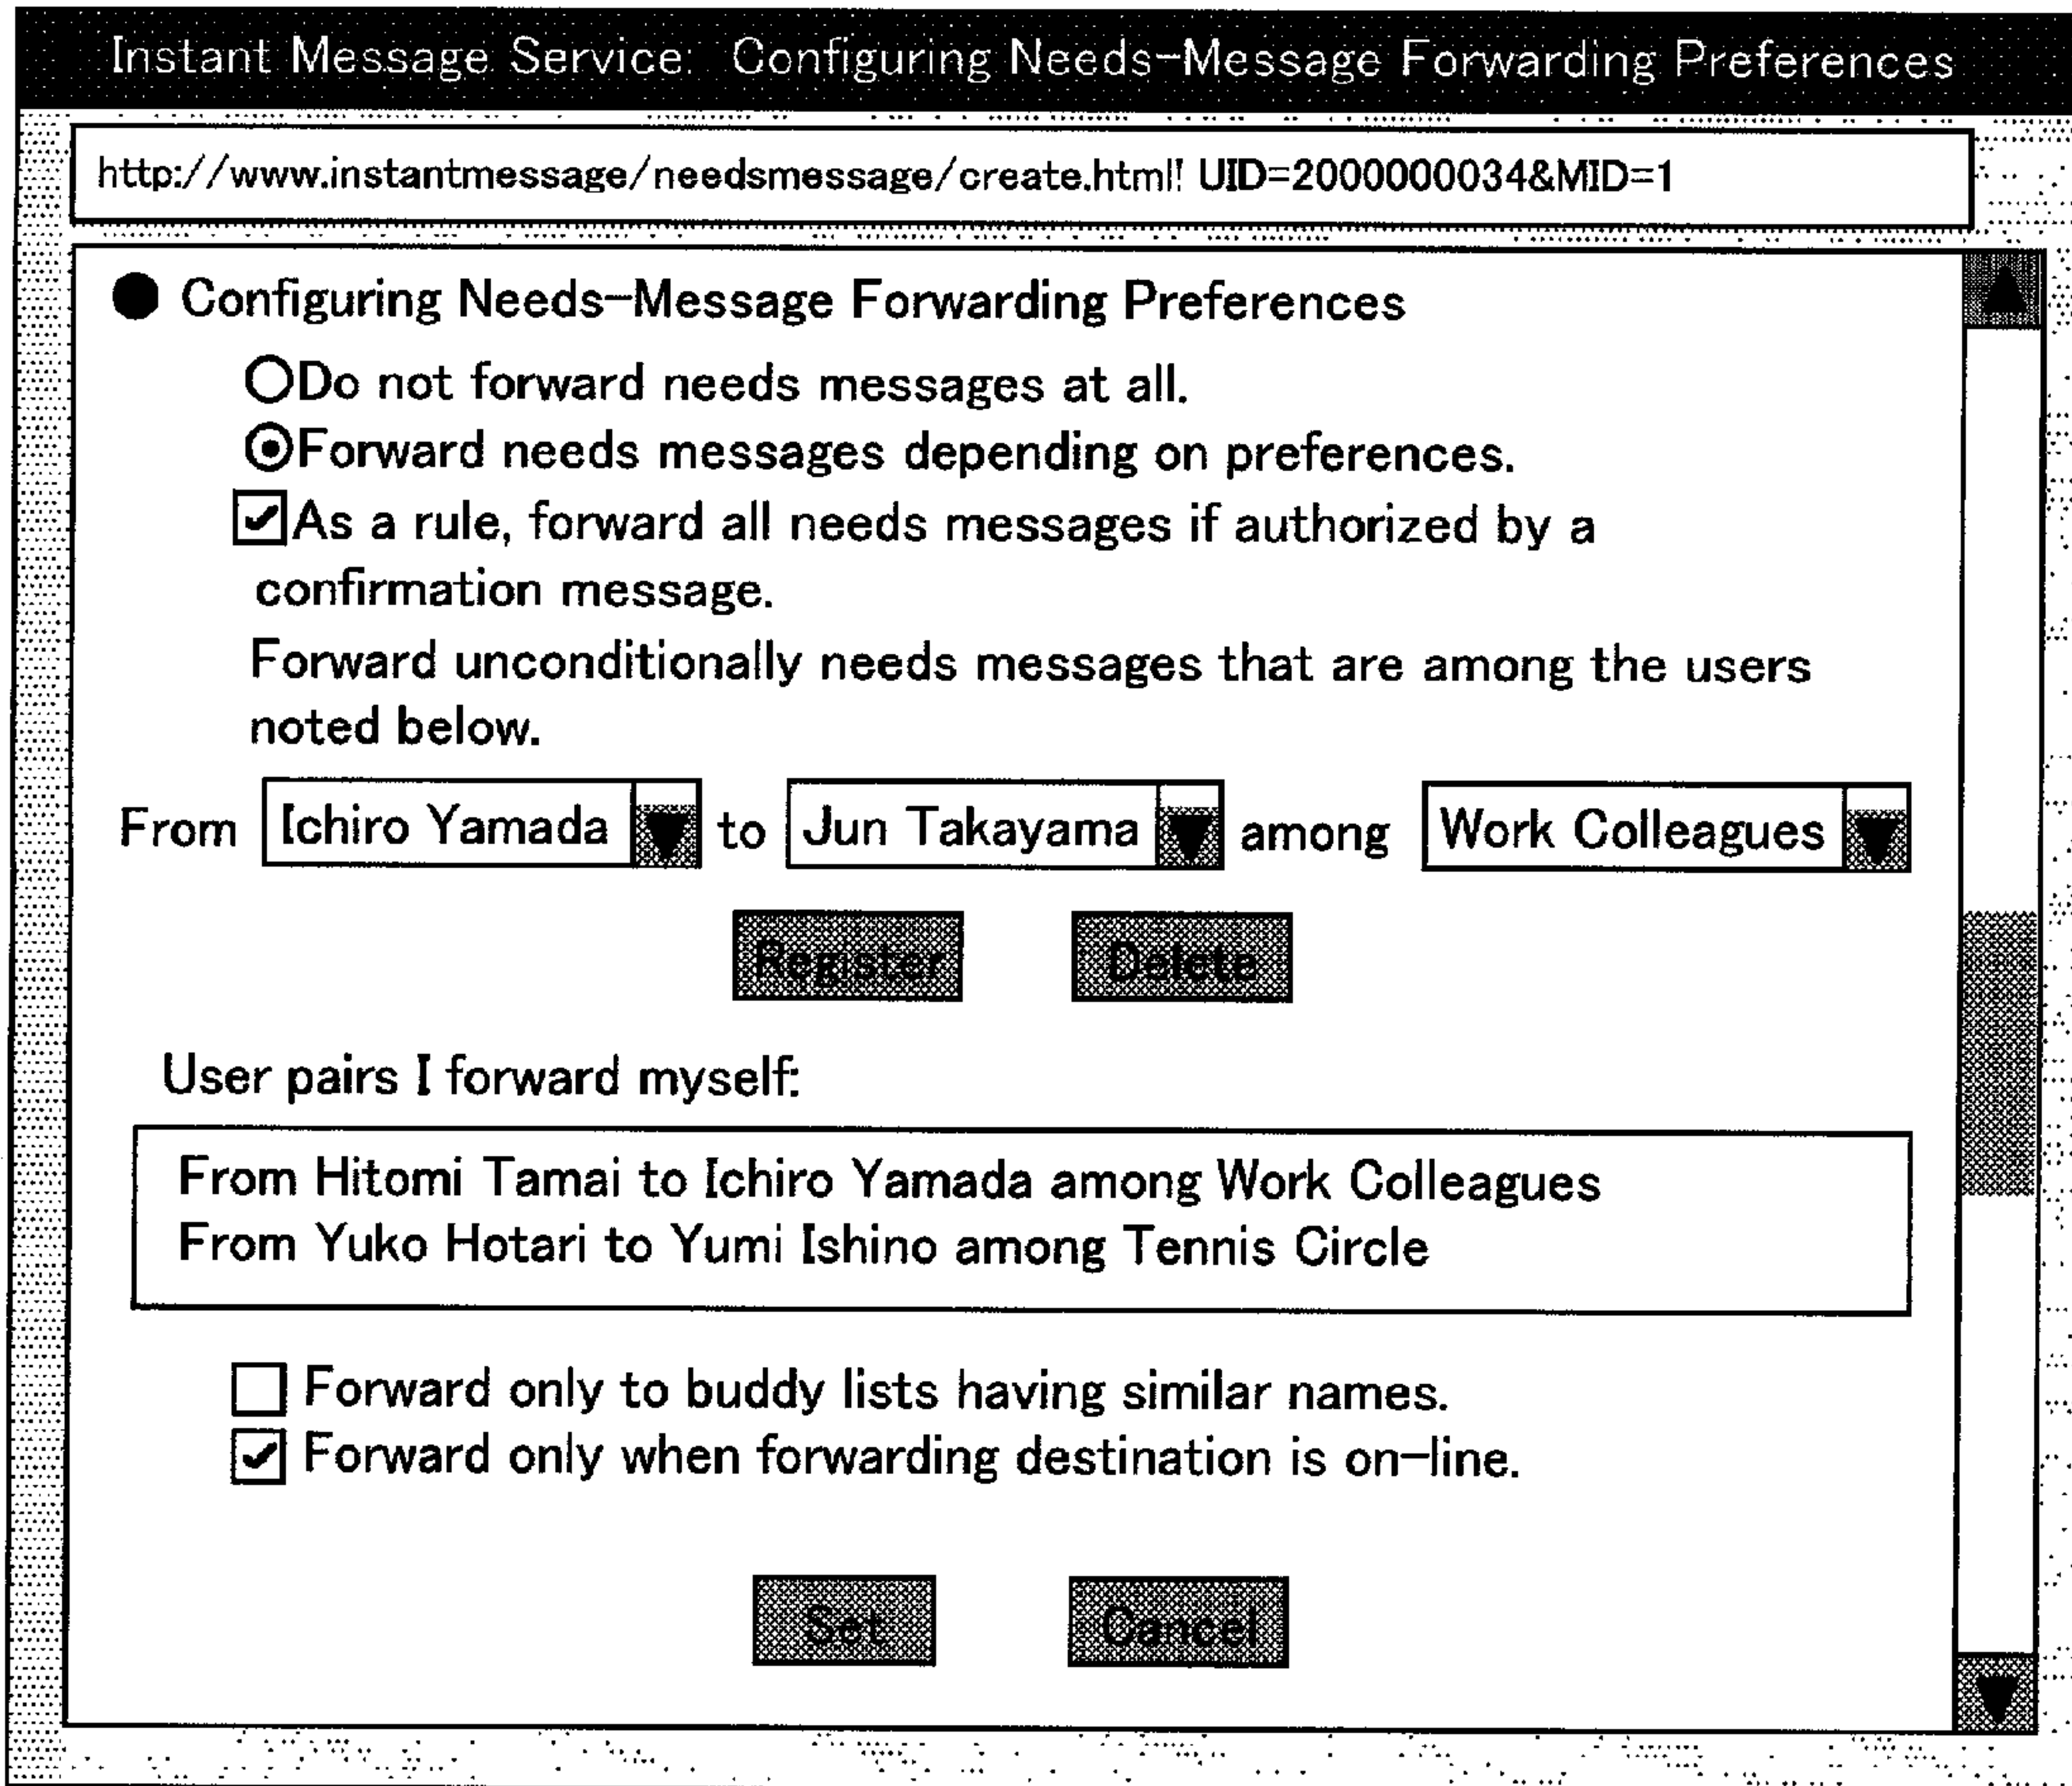 Instant Message Service: Configuring Needs-Message Forwarding Preferences
http://www.instantmessage/needsmessage/create.html! UID=2000000034&MID=1
● Configuring Needs-Message Forwarding Preferences
Do not forward needs messages at all.
Forward needs messages depending on preferences.
As a rule, forward all needs messages if authorized by a
confirmation message.
Forward unconditionally needs messages that are among the users
noted below.
From Ichiro Yamada to Jun Takayama among Work Colleagues
Register Delete
User pairs I forward myself:
From Hitomi Tamai to Ichiro Yamada among Work Colleagues
From Yuko Hotari to Yumi Ishino among Tennis Circle
Forward only to buddy lists having similar names.
Forward only when forwarding destination is on-line.
Set Cancel